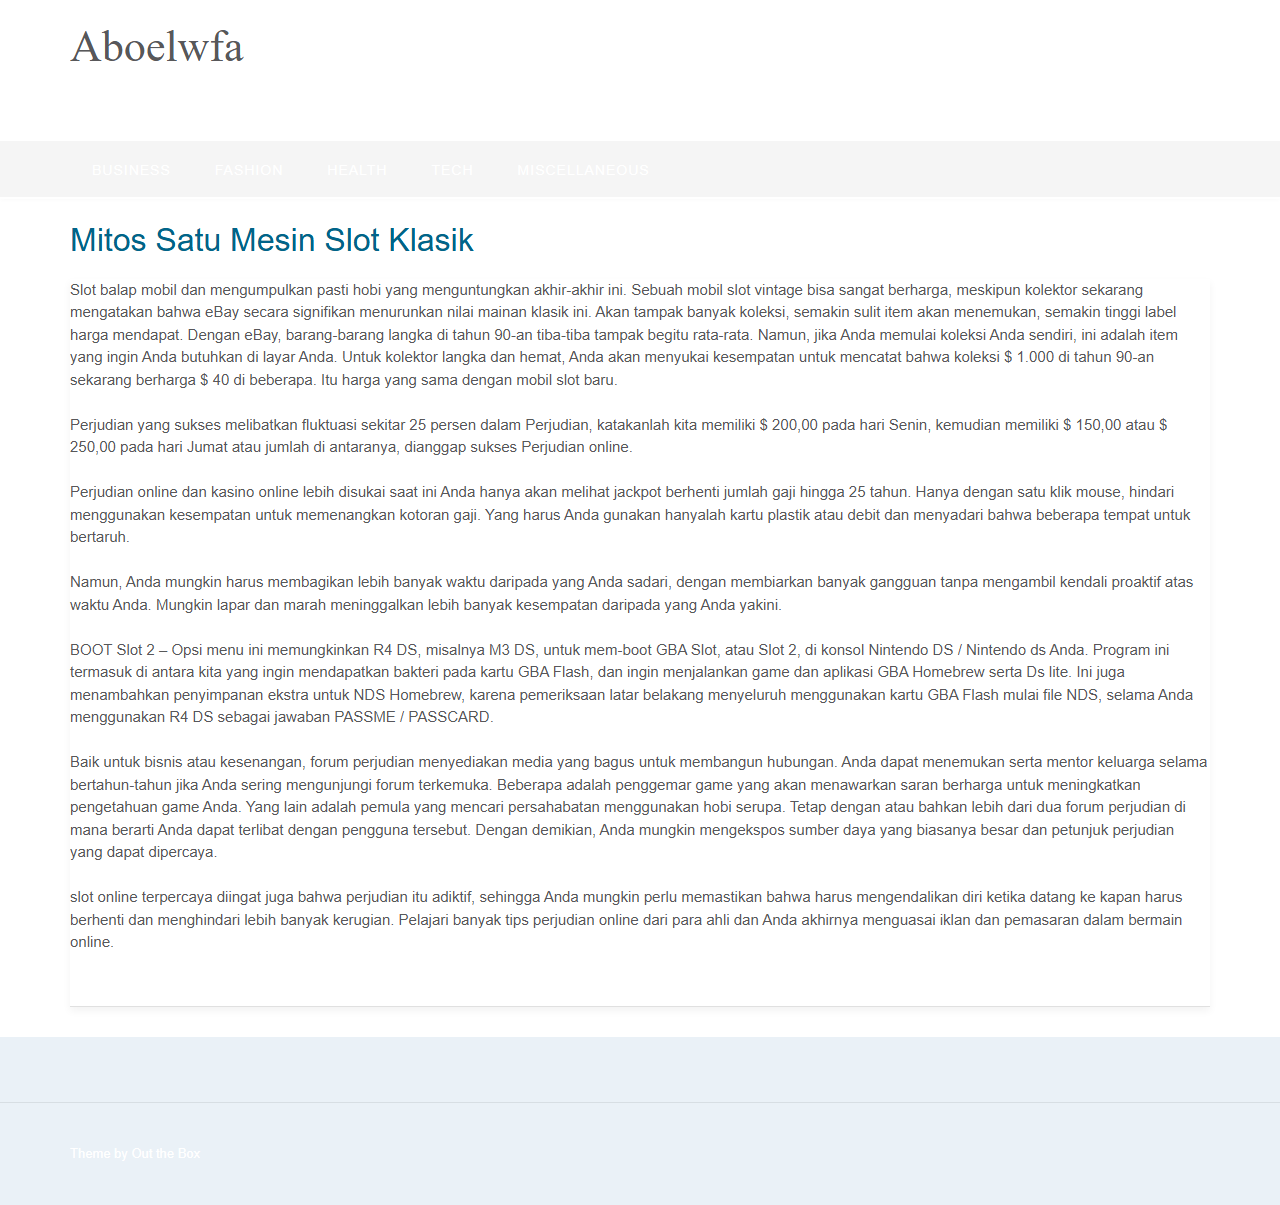 Aboelwfa
BUSINESS FASHION HEALTH TECH MISCELLANEOUS
Mitos Satu Mesin Slot Klasik
Slot balap mobil dan mengumpulkan pasti hobi yang menguntungkan akhir-akhir ini. Sebuah mobil slot vintage bisa sangat berharga, meskipun kolektor sekarang
mengatakan bahwa eBay secara signifikan menurunkan nilai mainan klasik ini. Akan tampak banyak koleksi, semakin sulit item akan menemukan, semakin tinggi label
harga mendapat. Dengan eBay, barang-barang langka di tahun 90-an tiba-tiba tampak begitu rata-rata. Namun, jika Anda memulai koleksi Anda sendiri, ini adalah item
yang ingin Anda butuhkan di layar Anda. Untuk kolektor langka dan hemat, Anda akan menyukai kesempatan untuk mencatat bahwa koleksi $ 1.000 di tahun 90-an
sekarang berharga $ 40 di beberapa. Itu harga yang sama dengan mobil slot baru.
Perjudian yang sukses melibatkan fluktuasi sekitar 25 persen dalam Perjudian, katakanlah kita memiliki $ 200,00 pada hari Senin, kemudian memiliki $ 150,00 atau $
250,00 pada hari Jumat atau jumlah di antaranya, dianggap sukses Perjudian online.
Perjudian online dan kasino online lebih disukai saat ini Anda hanya akan melihat jackpot berhenti jumlah gaji hingga 25 tahun. Hanya dengan satu klik mouse, hindari
menggunakan kesempatan untuk memenangkan kotoran gaji. Yang harus Anda gunakan hanyalah kartu plastik atau debit dan menyadari bahwa beberapa tempat untuk
bertaruh.
Namun, Anda mungkin harus membagikan lebih banyak waktu daripada yang Anda sadari, dengan membiarkan banyak gangguan tanpa mengambil kendali proaktif atas
waktu Anda. Mungkin lapar dan marah meninggalkan lebih banyak kesempatan daripada yang Anda yakini.
BOOT Slot 2 – Opsi menu ini memungkinkan R4 DS, misalnya M3 DS, untuk mem-boot GBA Slot, atau Slot 2, di konsol Nintendo DS / Nintendo ds Anda. Program ini
termasuk di antara kita yang ingin mendapatkan bakteri pada kartu GBA Flash, dan ingin menjalankan game dan aplikasi GBA Homebrew serta Ds lite. Ini juga
menambahkan penyimpanan ekstra untuk NDS Homebrew, karena pemeriksaan latar belakang menyeluruh menggunakan kartu GBA Flash mulai file NDS, selama Anda
menggunakan R4 DS sebagai jawaban PASSME / PASSCARD.
Baik untuk bisnis atau kesenangan, forum perjudian menyediakan media yang bagus untuk membangun hubungan. Anda dapat menemukan serta mentor keluarga selama
bertahun-tahun jika Anda sering mengunjungi forum terkemuka. Beberapa adalah penggemar game yang akan menawarkan saran berharga untuk meningkatkan
pengetahuan game Anda. Yang lain adalah pemula yang mencari persahabatan menggunakan hobi serupa. Tetap dengan atau bahkan lebih dari dua forum perjudian di
mana berarti Anda dapat terlibat dengan pengguna tersebut. Dengan demikian, Anda mungkin mengekspos sumber daya yang biasanya besar dan petunjuk perjudian
yang dapat dipercaya.
slot online terpercaya diingat juga bahwa perjudian itu adiktif, sehingga Anda mungkin perlu memastikan bahwa harus mengendalikan diri ketika datang ke kapan harus
berhenti dan menghindari lebih banyak kerugian. Pelajari banyak tips perjudian online dari para ahli dan Anda akhirnya menguasai iklan dan pemasaran dalam bermain
online.
Theme by Out the Box